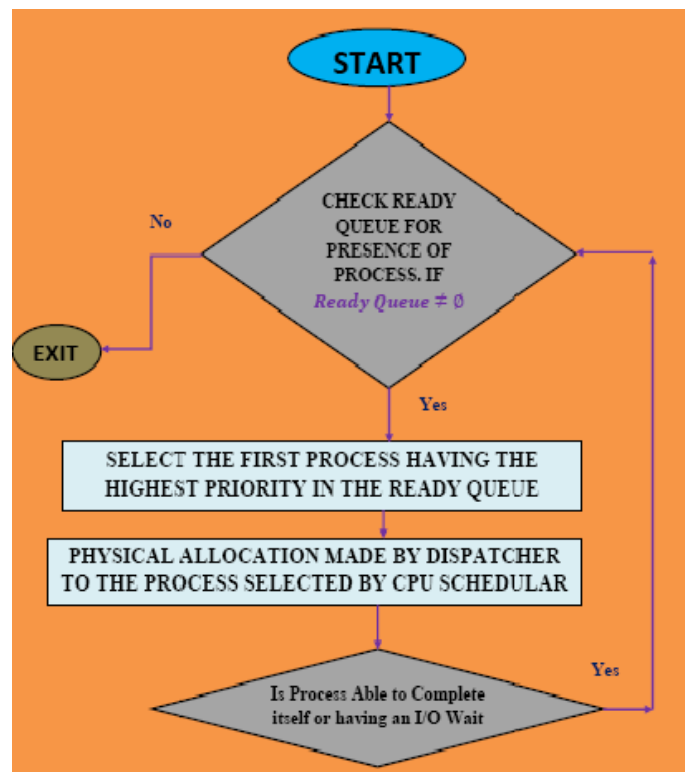 START
CHECK READY
QUEUE FOR
PRESENCE OF
PROCESS. IF
Ready Queue ≠ ∅
No
EXIT
Yes
SELECT THE FIRST PROCESS HAVING THE
HIGHEST PRIORITY IN THE READY QUEUE
PHYSICAL ALLOCATION MADE BY DISPATCHER
TO THE PROCESS SELECTED BY CPU SCHEDULAR
Yes
Is Process Able to Complete
itself or having an I/O Wait